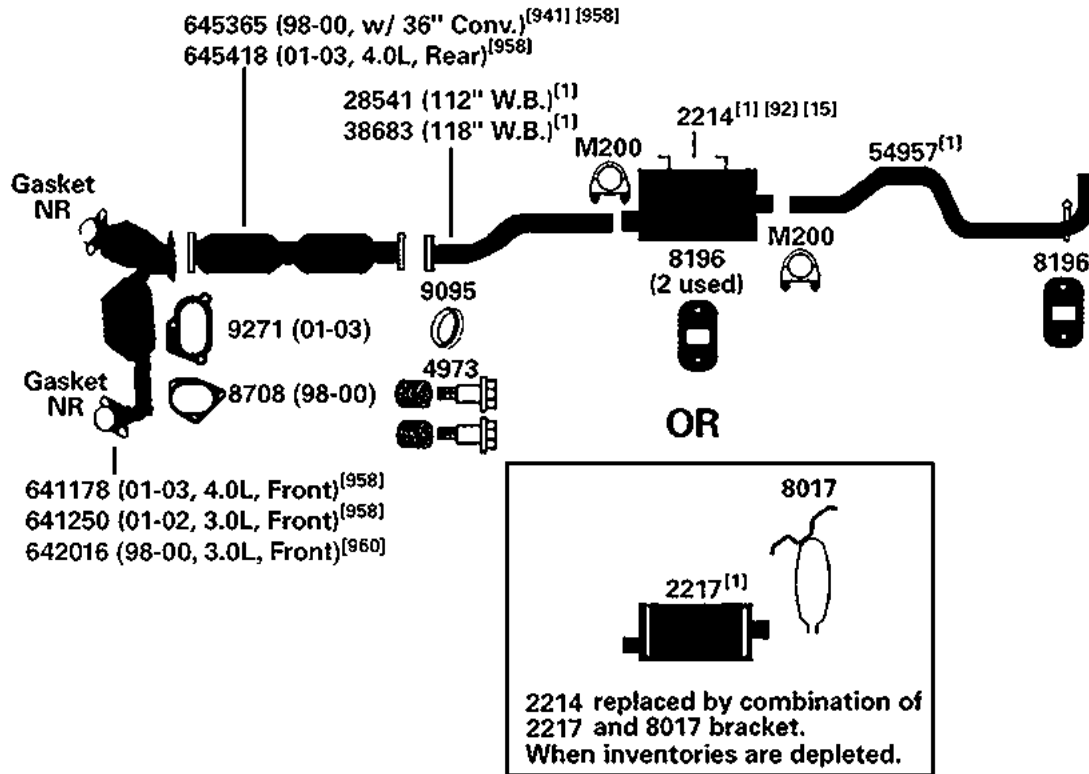 645365 (98-00, w/ 36" Conv.)[941] [958]
645418 (01-03, 4.0L, Rear)[958]
28541 (112" W.B.)[1]
38683 (118" W.B.)[1]
2214[1] [92] [15]
M200
54957[1]
Gasket
NR
M200
8196
(2 used)
8196
9095
9271 (01-03)
4973
Gasket
NR
8708 (98-00)
OR
641178 (01-03, 4.0L, Front)[958]
641250 (01-02, 3.0L, Front)[958]
642016 (98-00, 3.0L, Front)[960]
8017
2217[1]
2214 replaced by combination of
2217 and 8017 bracket.
When inventories are depleted.